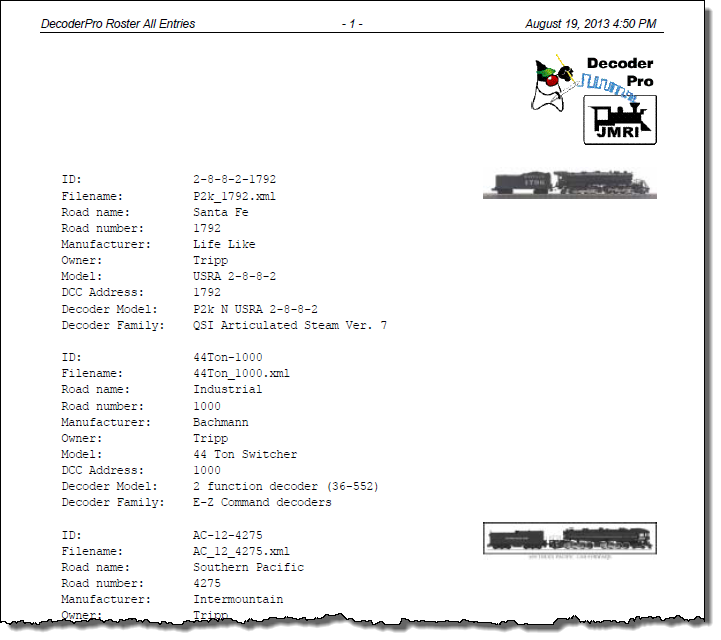 DecoderPro Roster All Entries - 1 - August 19, 2013 4:50 PM
Decoder
Pro
JMRI
ID: 2-8-8-2-1792
Filename: P2k_1792.xml
Road name: Santa Fe
Road number: 1792
Manufacturer: Life Like
Owner: Tripp
Model: USRA 2-8-8-2
DCC Address: 1792
Decoder Model: P2k N USRA 2-8-8-2
Decoder Family: QSI Articulated Steam Ver. 7
ID: 44Ton-1000
Filename: 44Ton_1000.xml
Road name: Industrial
Road number: 1000
Manufacturer: Bachmann
Owner: Tripp
Model: 44 Ton Switcher
DCC Address: 1000
Decoder Model: 2 function decoder (36-552)
Decoder Family: E-Z Command decoders
ID: AC-12-4275
Filename: AC_12_4275.xml
Road name: Southern Pacific
Road number: 4275
Manufacturer: Intermountain
Owner: Tripp